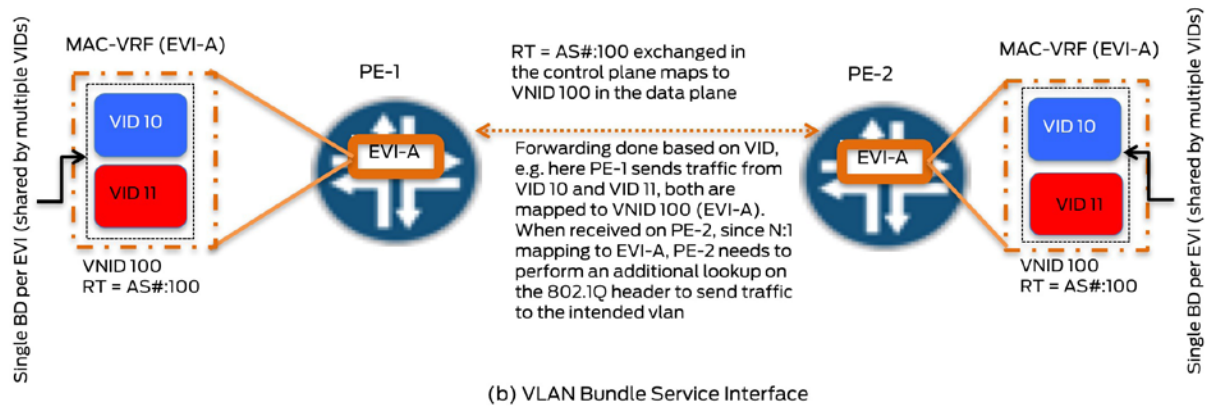 Single BD per EVI (shared by multiple VIDs)
MAC-VRF (EVI-A)
VID 10
VID 11
VNID 100
RT = AS#:100
PE-1
EVI-A
RT = AS#:100 exchanged in
the control plane maps to
VNID 100 in the data plane
Forwarding done based on VID,
e.g. here PE-1 sends traffic from
VID 10 and VID 11, both are
mapped to VNID 100 (EVI-A).
When received on PE-2, since N:1
mapping to EVI-A, PE-2 needs to
perform an additional lookup on
the 802.1Q header to send traffic
to the intended vlan
PE-2
EVI-A
MAC-VRF (EVI-A)
VID 10
VID 11
VNID 100
RT = AS#:100
Single BD per EVI (shared by multiple VIDs)
(b) VLAN Bundle Service Interface